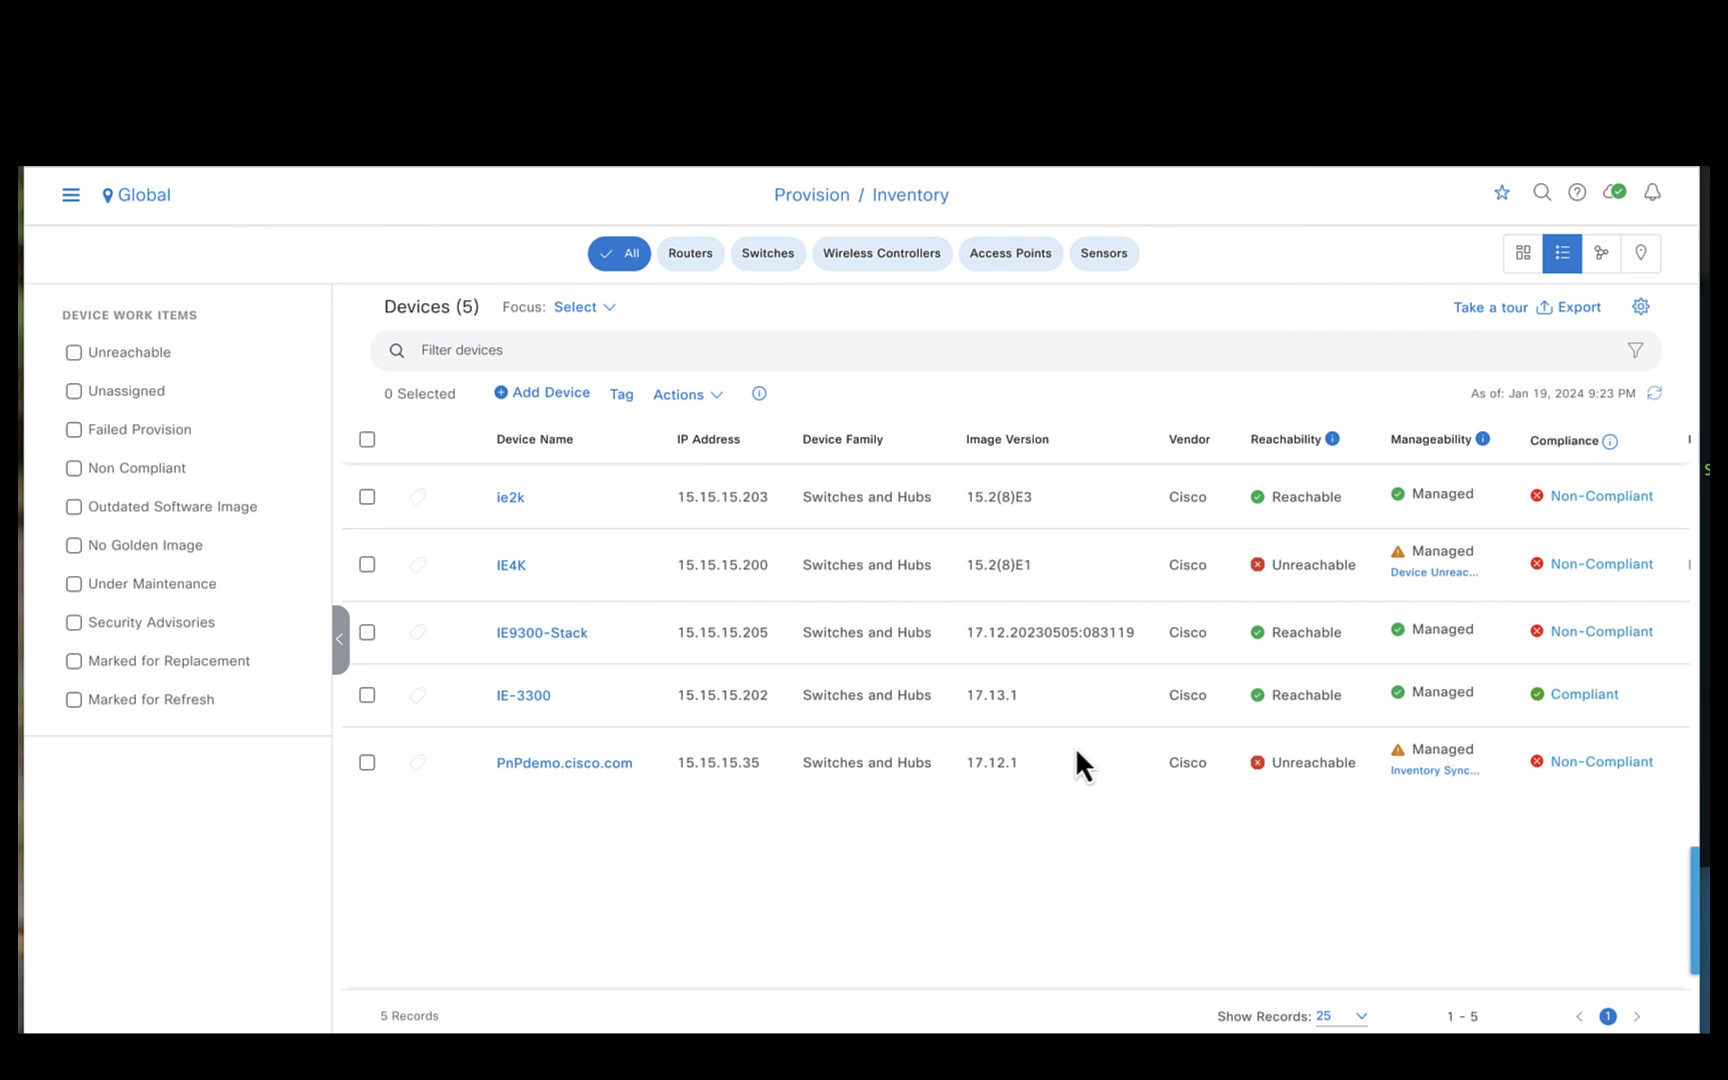 Global
Provision / Inventory
All
Routers
Switches
Wireless Controllers
Access Points
Sensors
DEVICE WORK ITEMS
Unreachable
Unassigned
Failed Provision
Non Compliant
Outdated Software Image
No Golden Image
Under Maintenance
Security Advisories
Marked for Replacement
Marked for Refresh
Devices (5) Focus: Select
Take a tour Export
Filter devices
0 Selected Add Device Tag Actions
As of: Jan 19, 2024 9:23 PM
Device Name IP Address Device Family Image Version Vendor Reachability Manageability Compliance
ie2k 15.15.15.203 Switches and Hubs 15.2(8)E3 Cisco Reachable Managed Non-Compliant
IE4K 15.15.15.200 Switches and Hubs 15.2(8)E1 Cisco Unreachable Managed Non-Compliant
Device Unreac...
IE9300-Stack 15.15.15.205 Switches and Hubs 17.12.20230505:083119 Cisco Reachable Managed Non-Compliant
IE-3300 15.15.15.202 Switches and Hubs 17.13.1 Cisco Reachable Managed Compliant
PnPdemo.cisco.com 15.15.15.35 Switches and Hubs 17.12.1 Cisco Unreachable Managed Non-Compliant
Inventory Sync...
5 Records
Show Records: 25
1 - 5
1